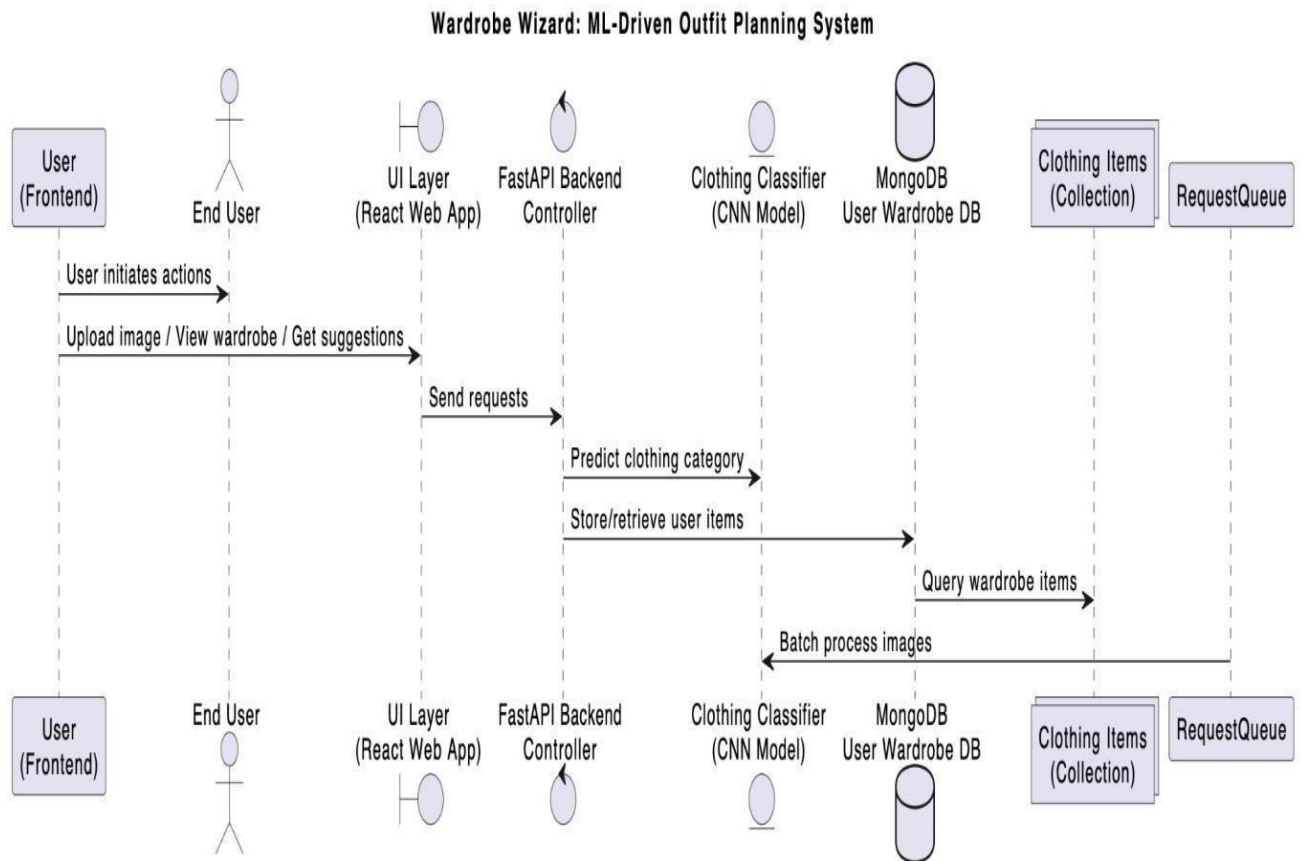 Wardrobe Wizard: ML-Driven Outfit Planning System
User
(Frontend)
End User
UI Layer
(React Web App)
FastAPI Backend
Controller
Clothing Classifier
(CNN Model)
MongoDB
User Wardrobe DB
Clothing Items
(Collection)
RequestQueue
User initiates actions
Upload image / View wardrobe / Get suggestions
Send requests
Predict clothing category
Store/retrieve user items
Query wardrobe items
Batch process images
User
(Frontend)
End User
UI Layer
(React Web App)
FastAPI Backend
Controller
Clothing Classifier
(CNN Model)
MongoDB
User Wardrobe DB
Clothing Items
(Collection)
RequestQueue